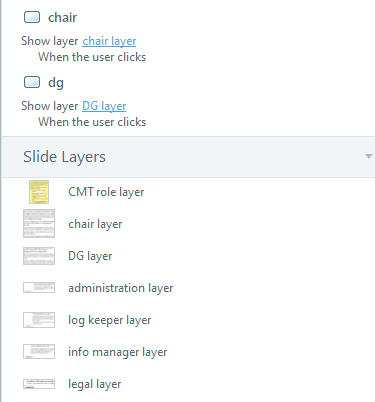 chair
Show layer chair layer
When the user clicks
dg
Show layer DG layer
When the user clicks
Slide Layers
CMT role layer
chair layer
DG layer
administration layer
log keeper layer
info manager layer
legal layer